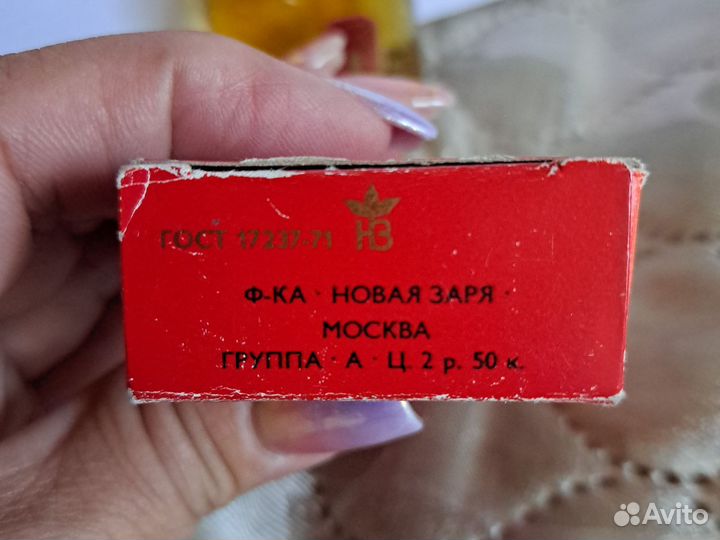 ГОСТ 17237-71 НЗ
Ф-КА · НОВАЯ ЗАРЯ ·
МОСКВА
ГРУППА · А · Ц. 2 р. 50 к.
Avito